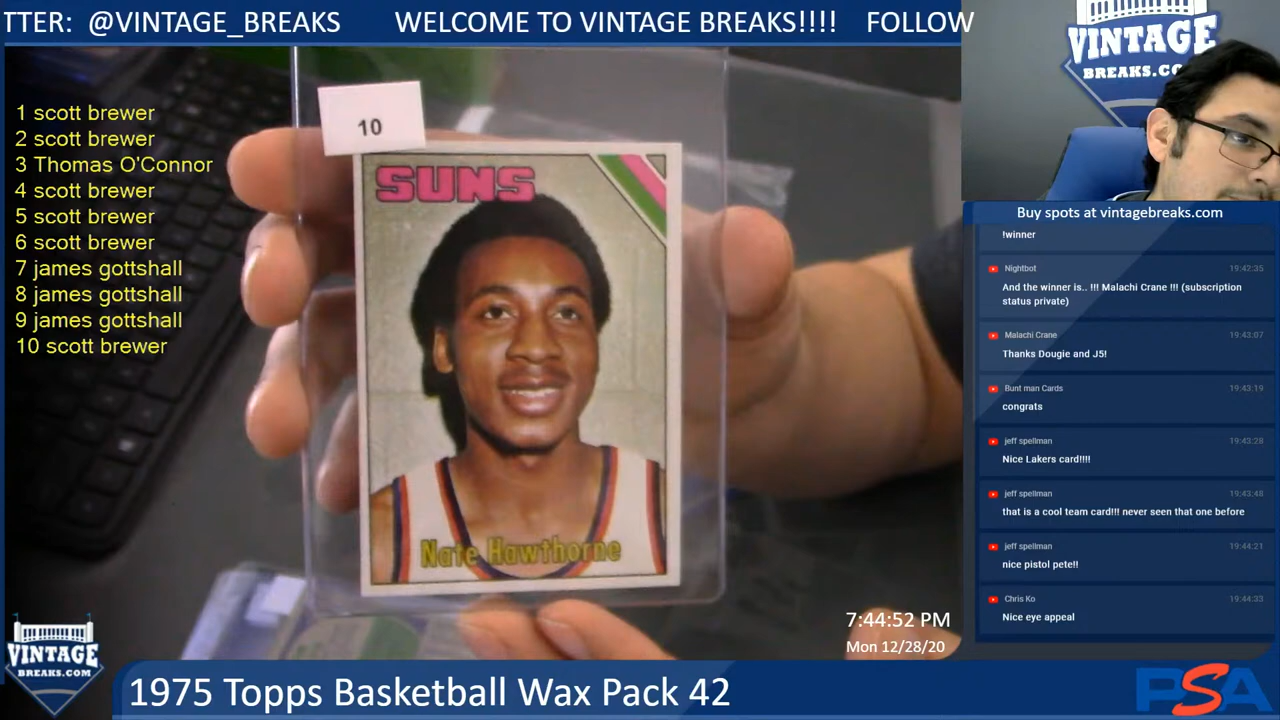 TTER: @VINTAGE_BREAKS WELCOME TO VINTAGE BREAKS!!!! FOLLOW
VINTAGE
BREAKS.CO
1 scott brewer
2 scott brewer
3 Thomas O'Connor
4 scott brewer
5 scott brewer
6 scott brewer
7 james gottshall
8 james gottshall
9 james gottshall
10 scott brewer
10
SUNS
Nate Hawthorne
Buy spots at vintagebreaks.com
!winner
Nightbot 19:42:35
And the winner is.. !!! Malachi Crane !!! (subscription
status private)
Malachi Crane 19:43:07
Thanks Dougie and J5!
Bunt man Cards 19:43:19
congrats
jeff spellman 19:43:28
Nice Lakers card!!!!
jeff spellman 19:43:48
that is a cool team card!!! never seen that one before
jeff spellman 19:44:21
nice pistol pete!!
Chris Ko 19:44:33
Nice eye appeal
7:44:52 PM
Mon 12/28/20
VINTAGE
BREAKS.COM
1975 Topps Basketball Wax Pack 42
PSA